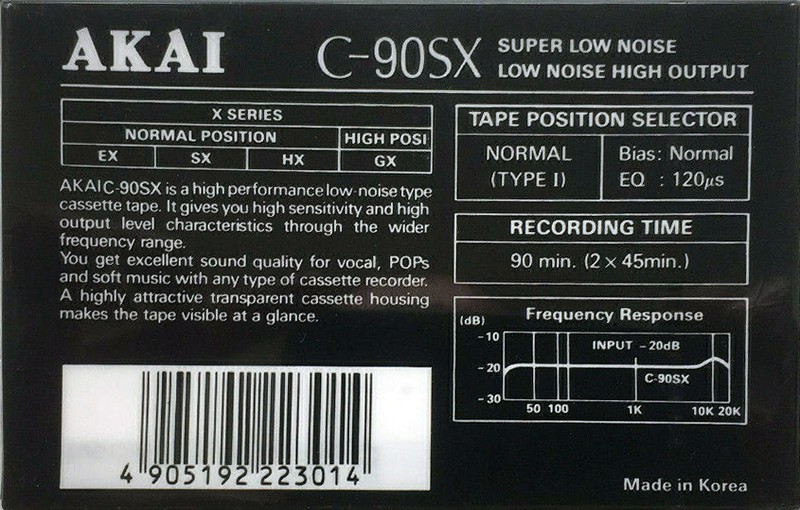 AKAI
C-90SX SUPER LOW NOISE
LOW NOISE HIGH OUTPUT
X SERIES
NORMAL POSITION HIGH POSI
EX SX HX GX
AKAI C-90SX is a high performance low-noise type
cassette tape. It gives you high sensitivity and high
output level characteristics through the wider
frequency range.
You get excellent sound quality for vocal, POPs
and soft music with any type of cassette recorder.
A highly attractive transparent cassette housing
makes the tape visible at a glance.
4 905192 223014
TAPE POSITION SELECTOR
NORMAL
(TYPE I)
Bias: Normal
EQ : 120µs
RECORDING TIME
90 min. (2 x 45min.)
Frequency Response
(dB)
-10
INPUT -20dB
-20
C-90SX
-30
50 100 1K 10K 20K
Made in Korea